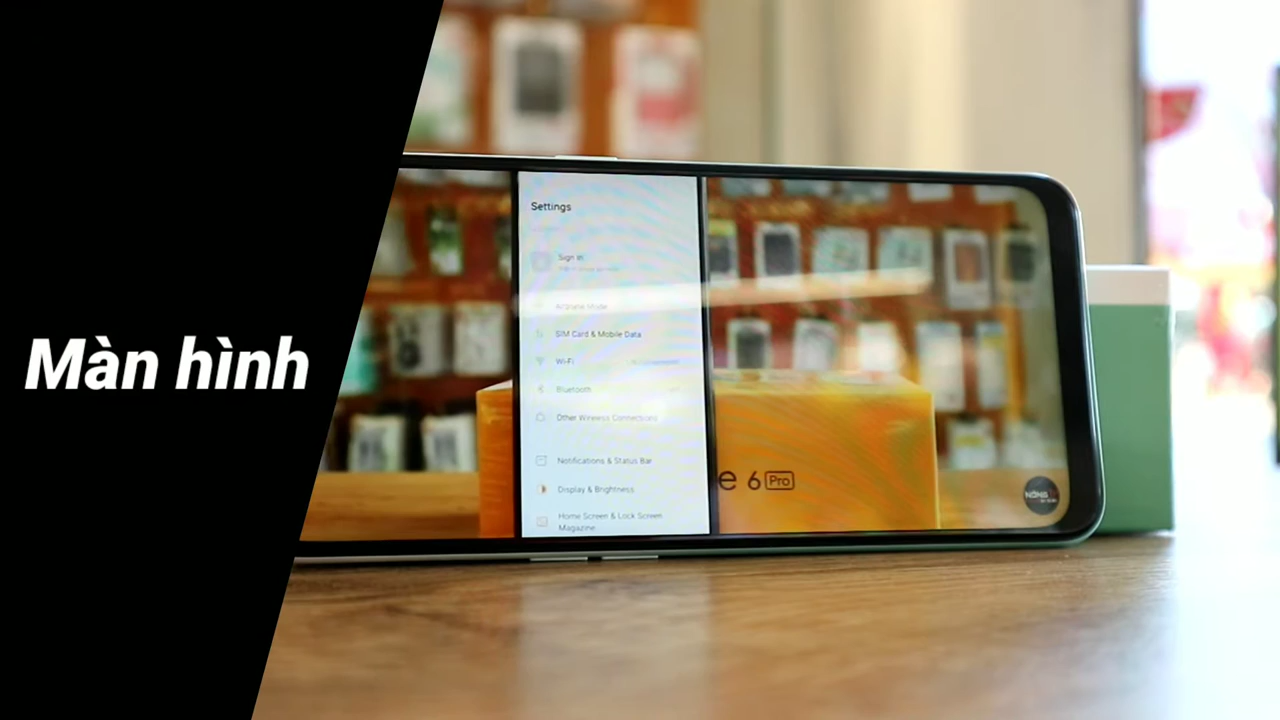 Màn hình
Settings
Sign in
Airplane Mode
SIM Card & Mobile Data
Wi-Fi
Bluetooth
Other Wireless Connections
Notifications & Status Bar
Display & Brightness
Home Screen & Lock Screen
Magazine
e 6 Pro